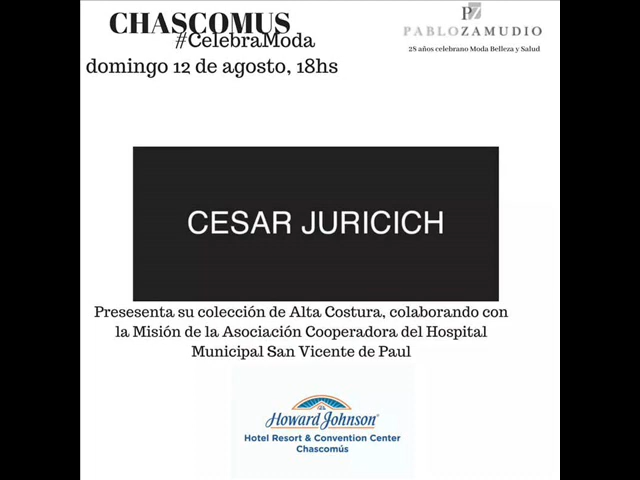 CHASCOMUS
#CelebraModa
domingo 12 de agosto, 18hs
PZ
PABLOZAMUDIO
28 años celebrano Moda Belleza y Salud
CESAR JURICICH
Presesenta su colección de Alta Costura, colaborando con
la Misión de la Asociación Cooperadora del Hospital
Municipal San Vicente de Paul
Howard Johnson
Hotel Resort & Convention Center
Chascomús